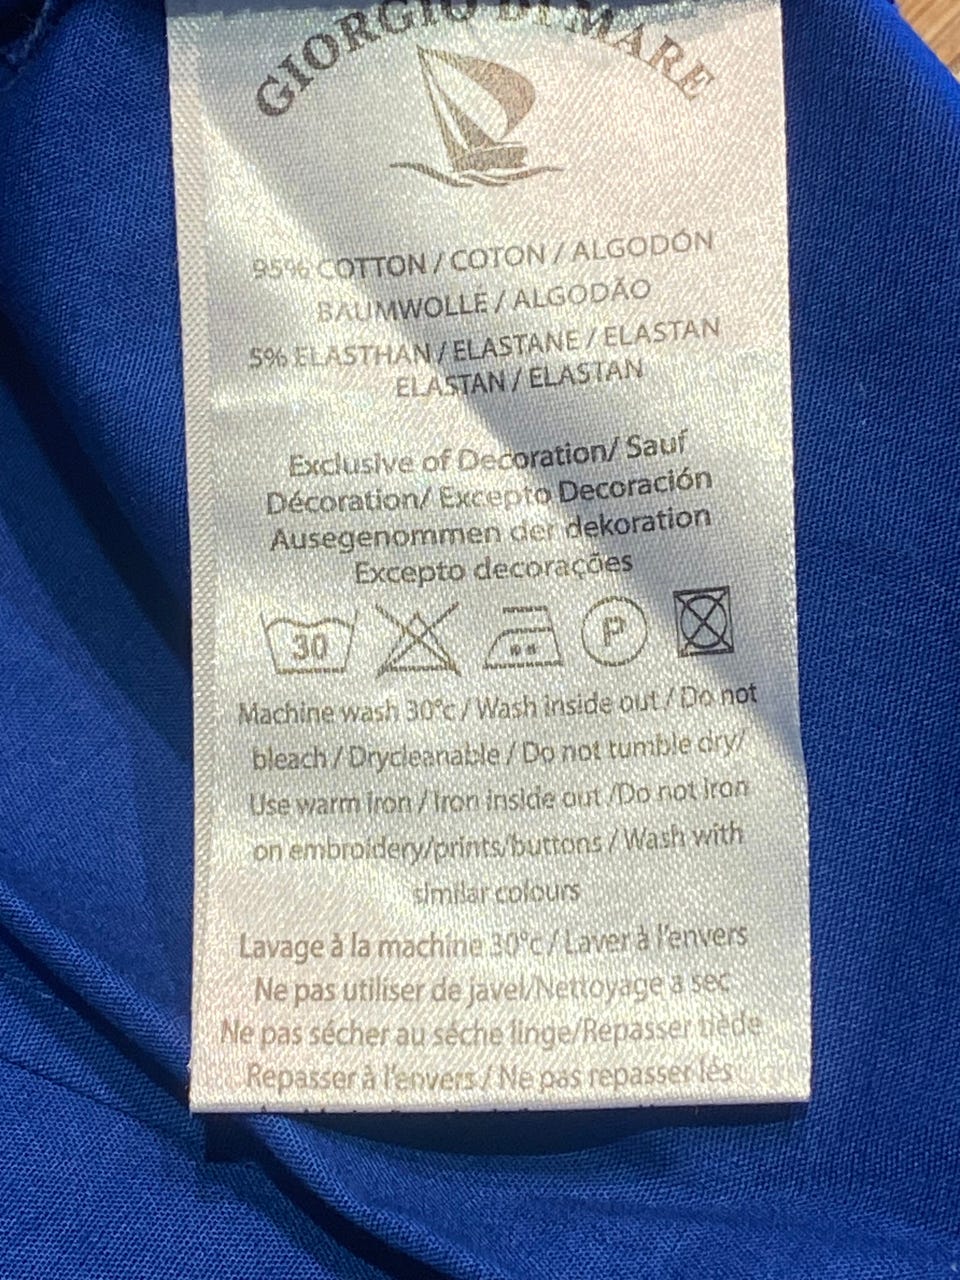 GIORGIO DI MARE
95% COTTON / COTON / ALGODÓN
BAUMWOLLE / ALGODÃO
5% ELASTHAN / ELASTANE / ELASTAN
ELASTAN / ELASTAN
Exclusive of Decoration/ Sauf
Décoration/ Excepto Decoración
Ausegenommen der dekoration
Excepto decorações
30 P
Machine wash 30°c / Wash inside out / Do not
bleach / Drycleanable / Do not tumble dry/
Use warm iron / Iron inside out /Do not iron
on embroidery/prints/buttons / Wash with
similar colours
Lavage à la machine 30°c / Laver à l'envers
Ne pas utiliser de javel/Nettoyage a sec
Ne pas sécher au séche linge/Repasser tiède
Repasser à l'envers / Ne pas repasser les